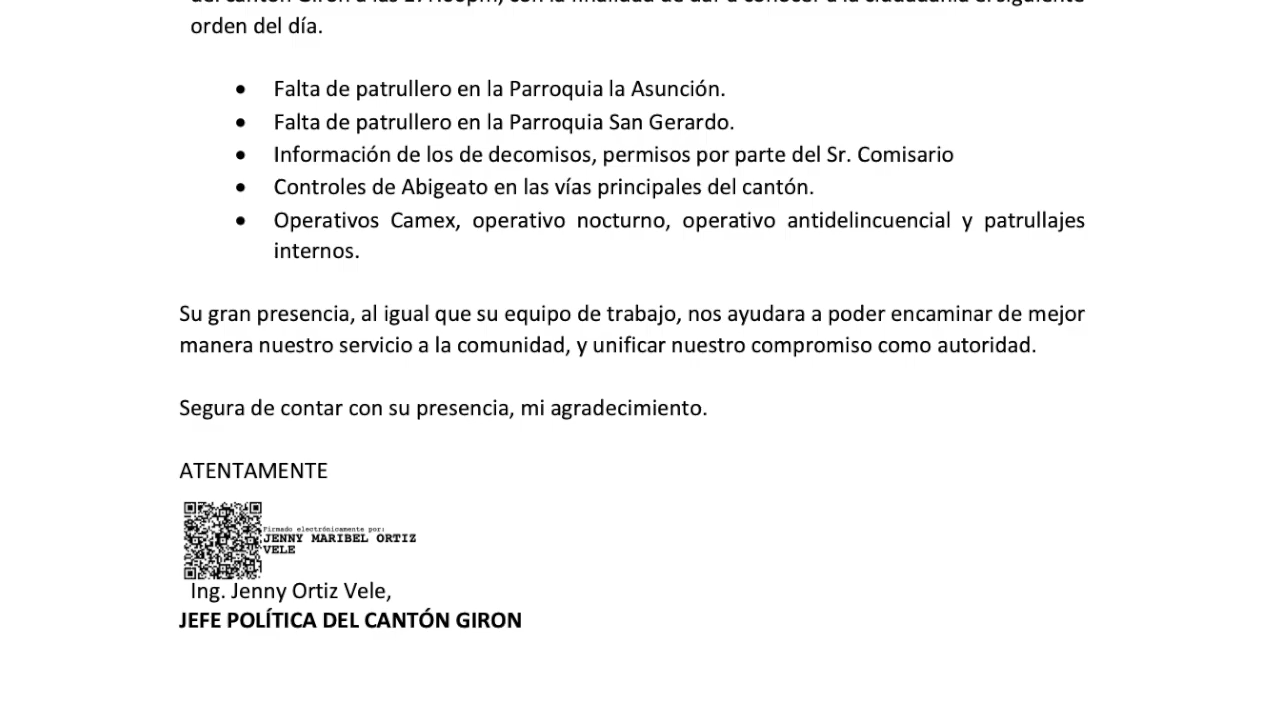 orden del día.
• Falta de patrullero en la Parroquia la Asunción.
• Falta de patrullero en la Parroquia San Gerardo.
• Información de los de decomisos, permisos por parte del Sr. Comisario
• Controles de Abigeato en las vías principales del cantón.
• Operativos Camex, operativo nocturno, operativo antidelincuencial y patrullajes
internos.
Su gran presencia, al igual que su equipo de trabajo, nos ayudara a poder encaminar de mejor
manera nuestro servicio a la comunidad, y unificar nuestro compromiso como autoridad.
Segura de contar con su presencia, mi agradecimiento.
ATENTAMENTE
Firmado electrónicamente por:
JENNY MARIBEL ORTIZ
VELE
Ing. Jenny Ortiz Vele,
JEFE POLÍTICA DEL CANTÓN GIRON